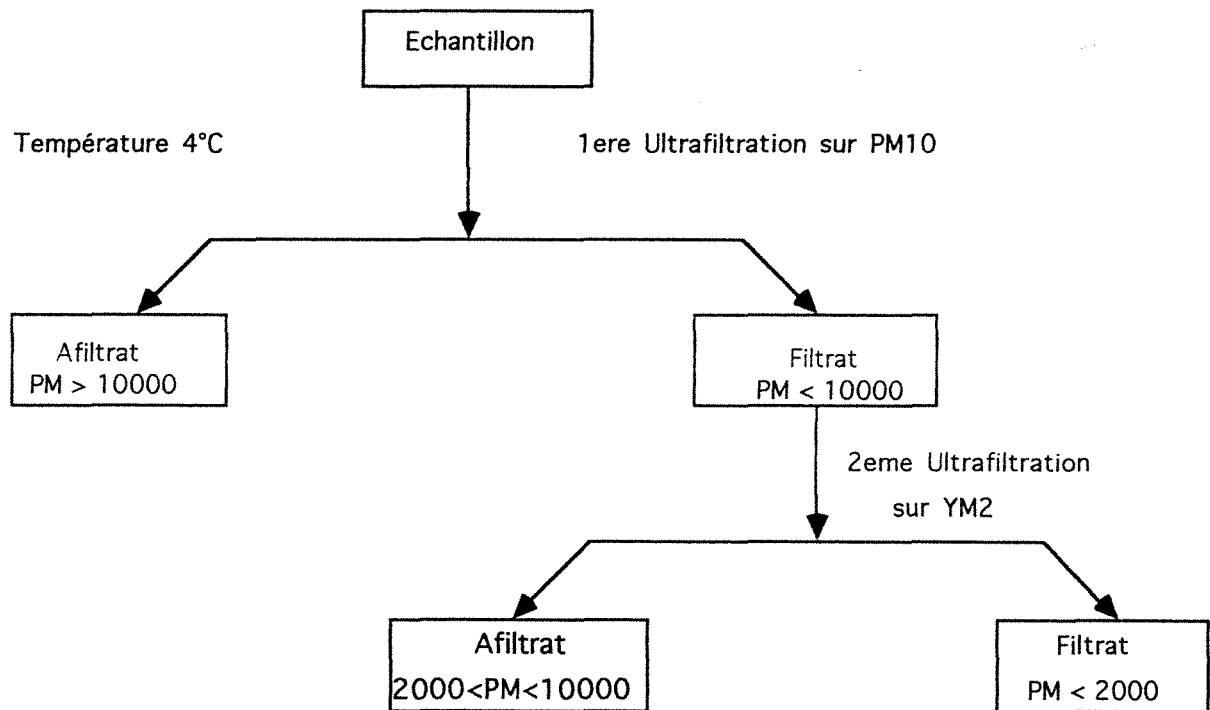 Echantillon
Température 4°C
1ere Ultrafiltration sur PM10
Afiltrat
PM > 10000
Filtrat
PM < 10000
2eme Ultrafiltration
sur YM2
Afiltrat
2000<PM<10000
Filtrat
PM < 2000